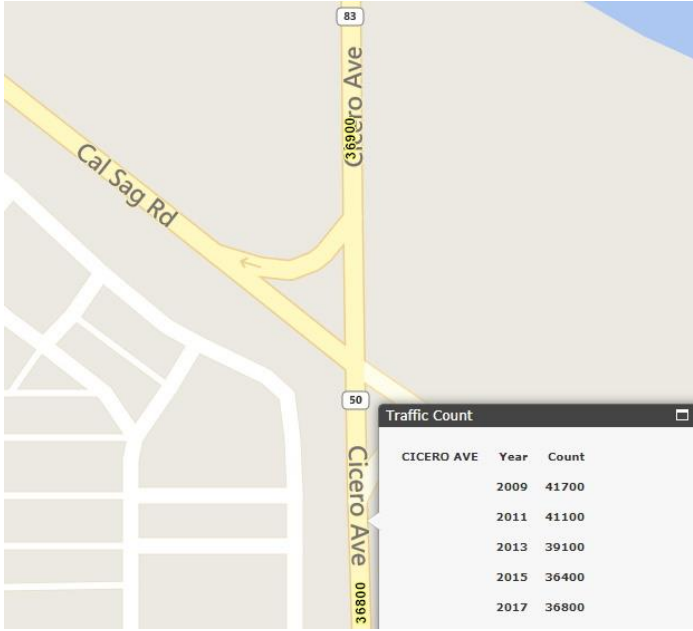 83
Cicero Ave
36900
Cal Sag Rd
50
Cicero Ave
36800
Traffic Count
CICERO AVE Year Count
2009 41700
2011 41100
2013 39100
2015 36400
2017 36800